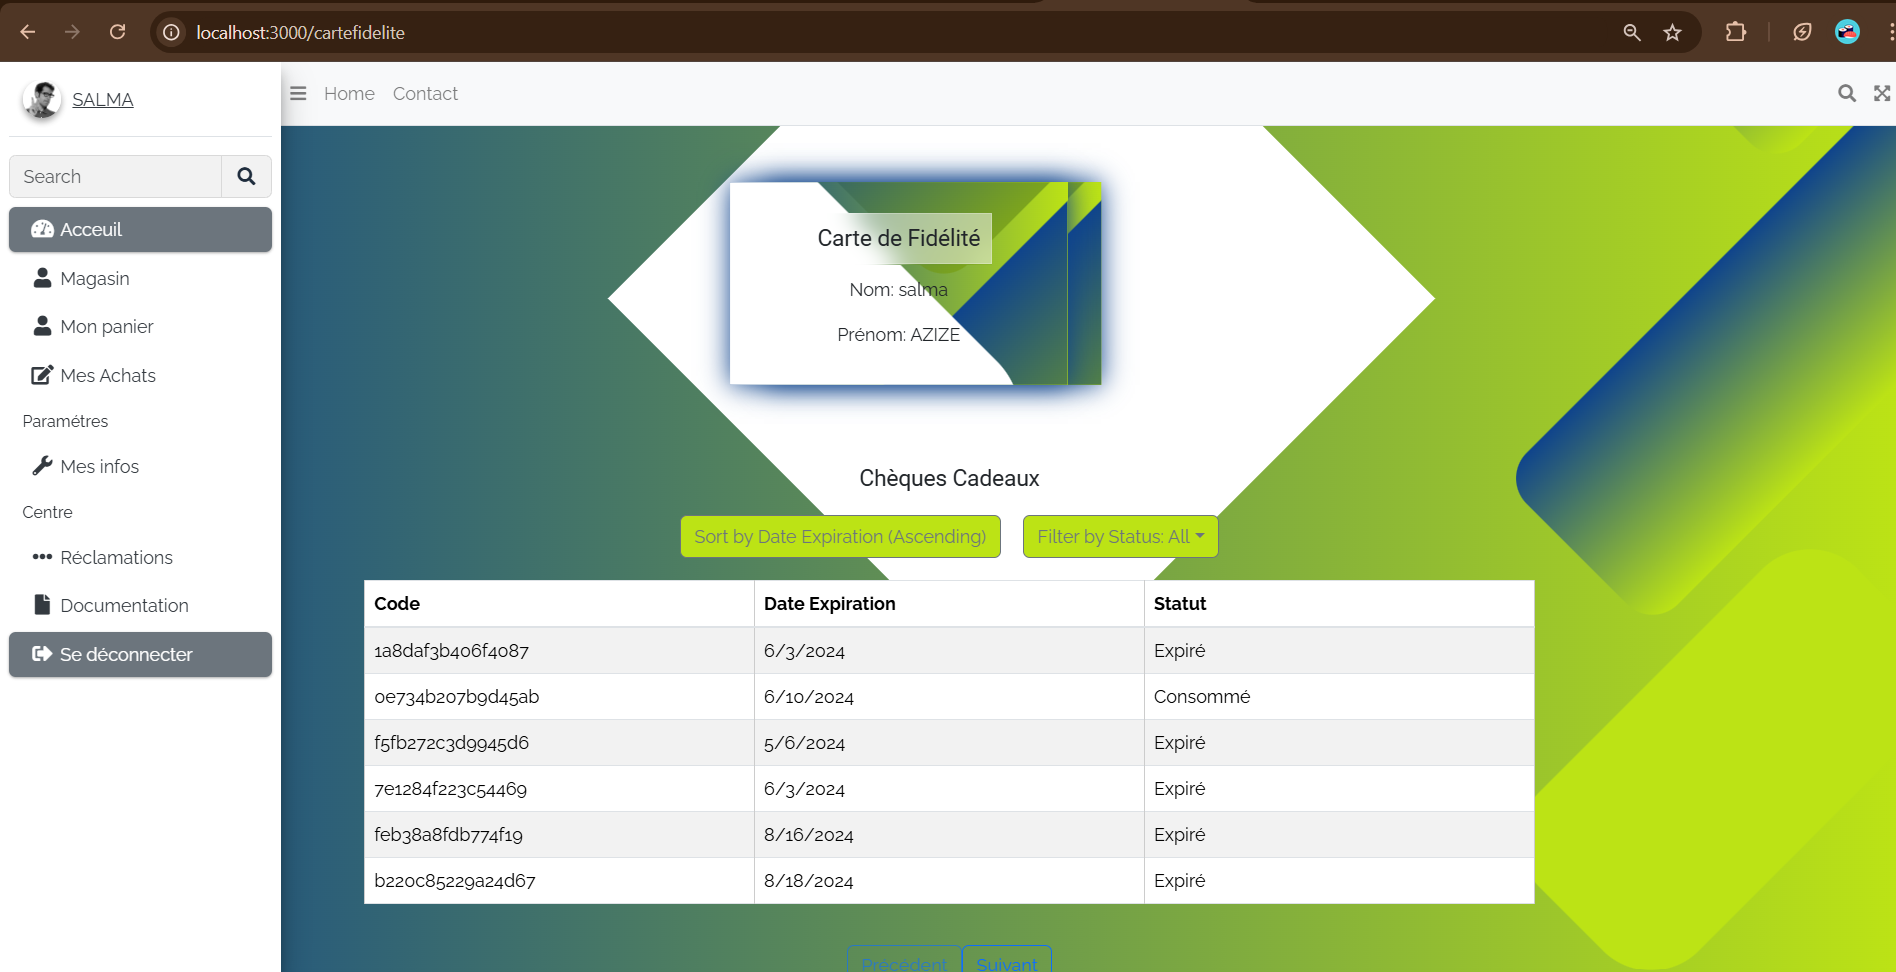 localhost:3000/cartefidelite
SALMA
Home
Contact
Search
Acceuil
Magasin
Mon panier
Mes Achats
Paramétres
Mes infos
Centre
Réclamations
Documentation
Se déconnecter
Carte de Fidélité
Nom: salma
Prénom: AZIZE
Chèques Cadeaux
Sort by Date Expiration (Ascending)
Filter by Status: All
Code Date Expiration Statut
1a8daf3b406f4087 6/3/2024 Expiré
0e734b207b9d45ab 6/10/2024 Consommé
f5fb272c3d9945d6 5/6/2024 Expiré
7e1284f223c54469 6/3/2024 Expiré
feb38a8fdb774f19 8/16/2024 Expiré
b220c85229a24d67 8/18/2024 Expiré
Précédent Suivant